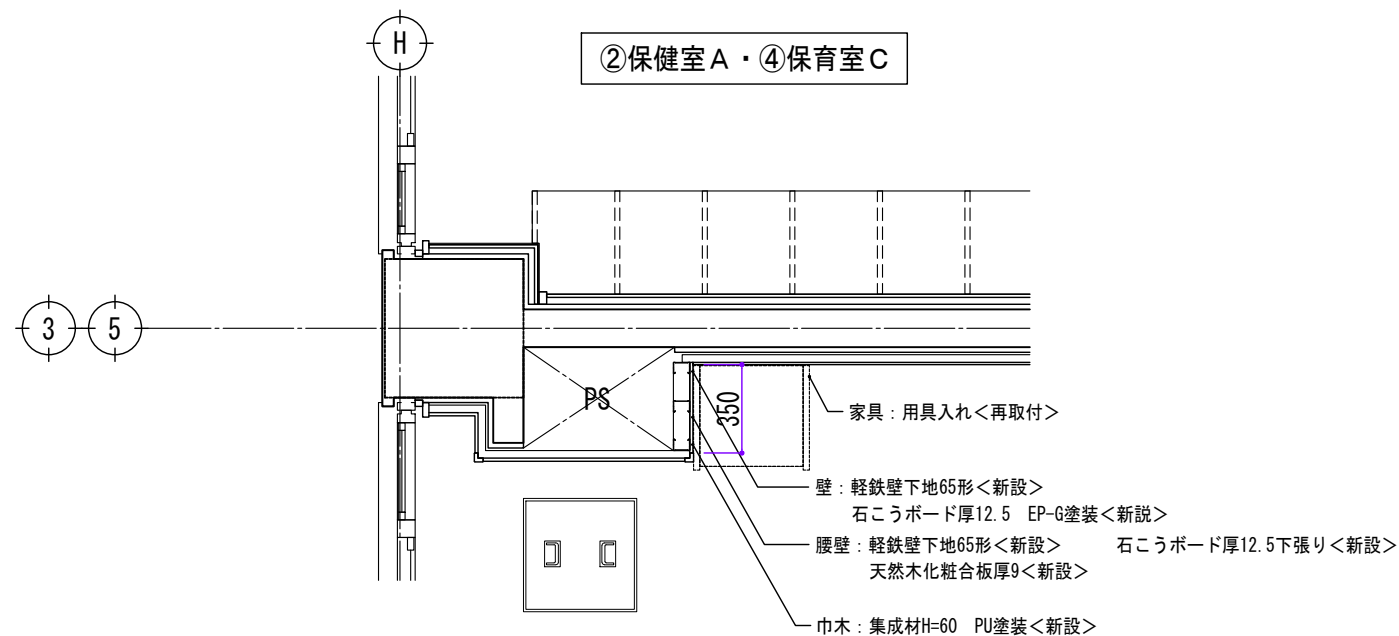 H
②保健室A・④保育室C
3 5
PS
350
家具：用具入れ<再取付>
壁：軽鉄壁下地65形<新設>
石こうボード厚12.5 EP-G塗装<新説>
腰壁：軽鉄壁下地65形<新設> 石こうボード厚12.5下張り<新設>
天然木化粧合板厚9<新設>
巾木：集成材H=60 PU塗装<新設>